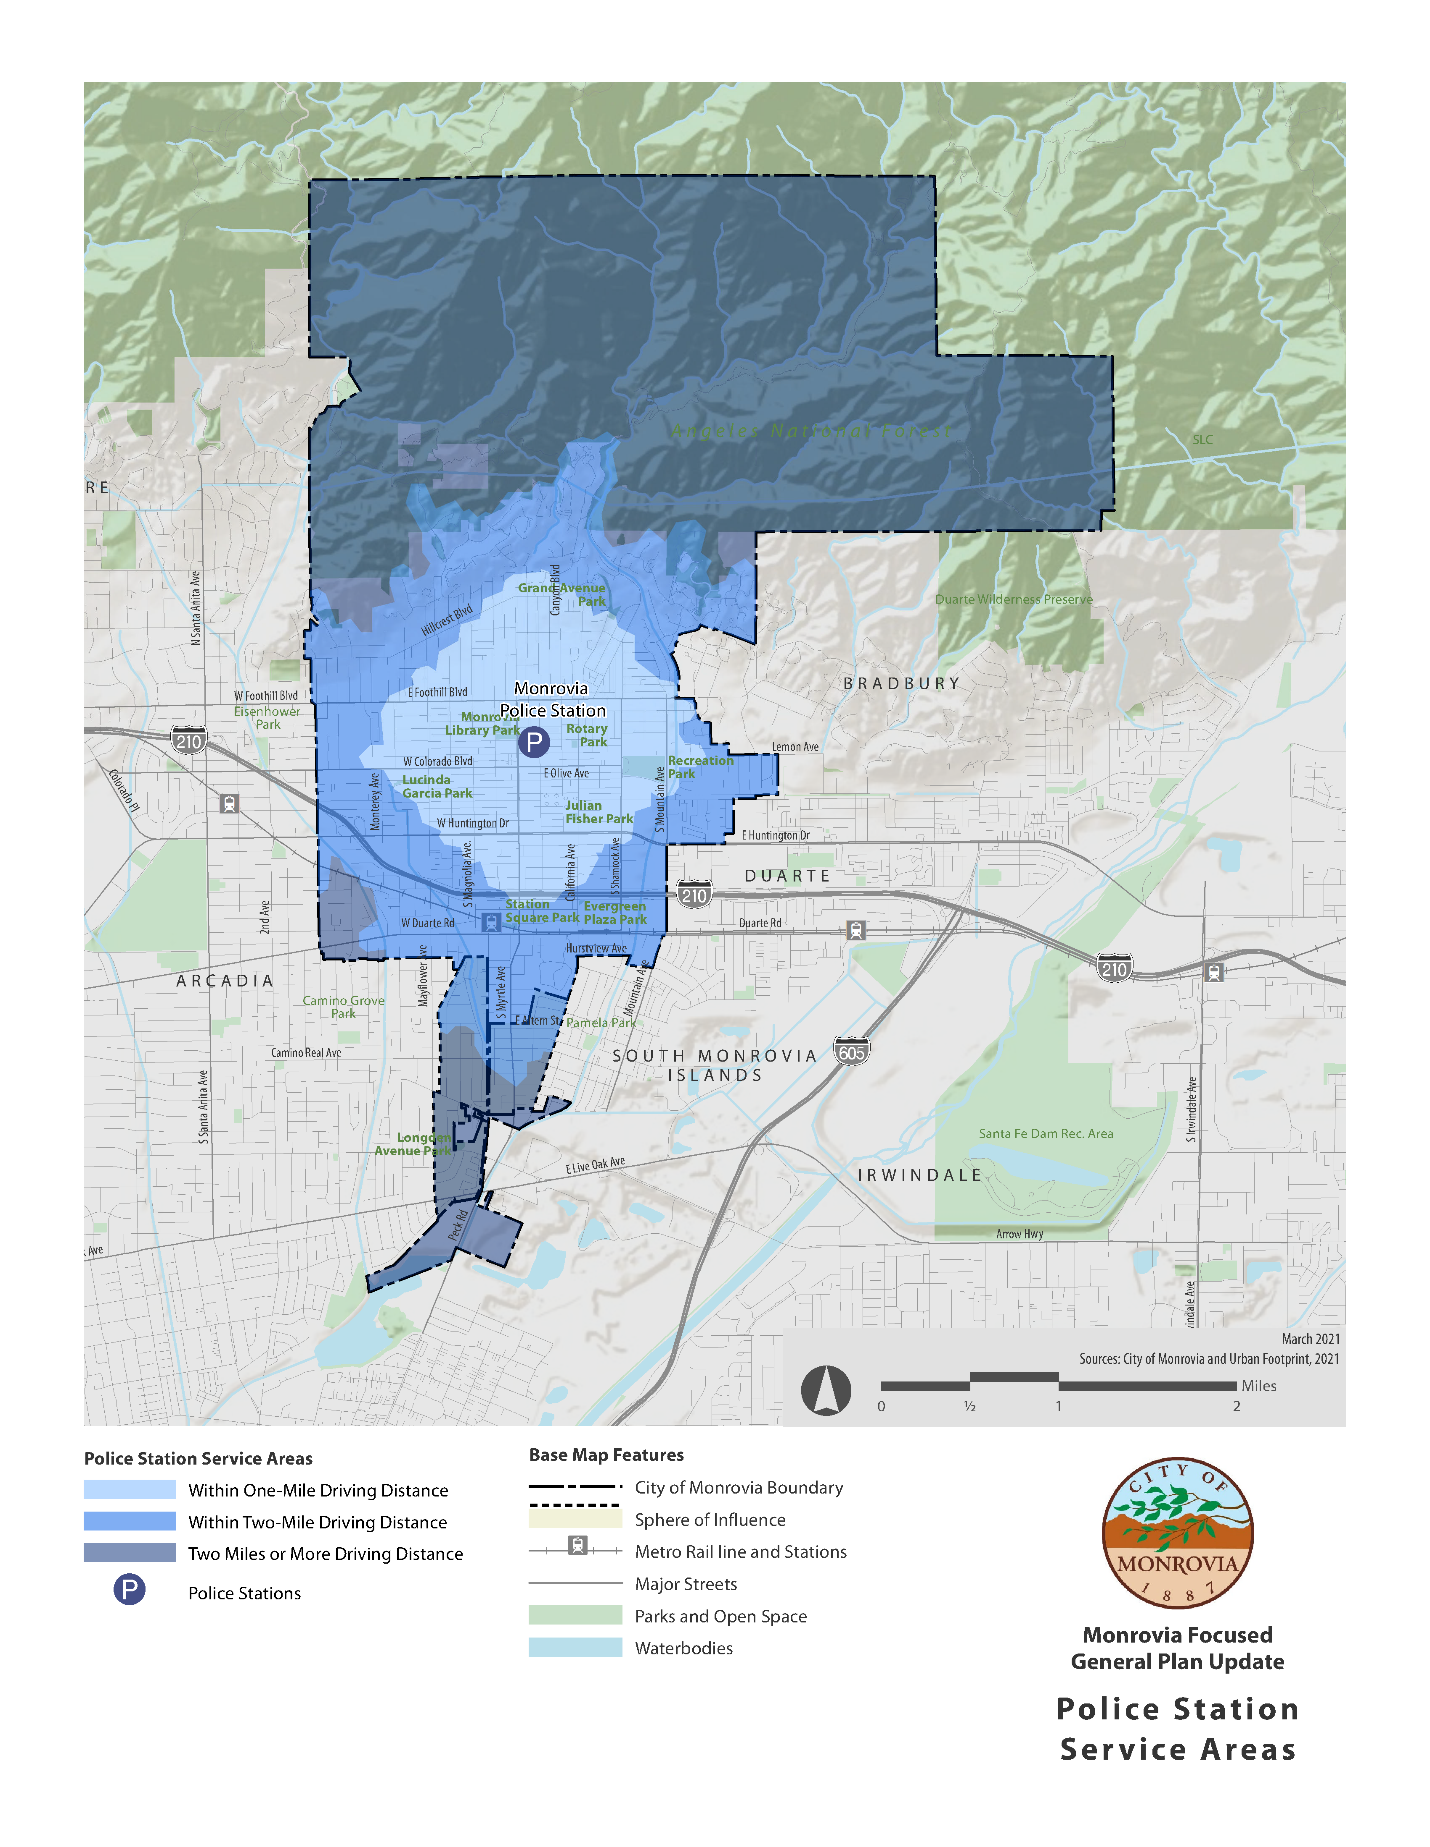 Angeles National Forest
SLC
RE
N Santa Anita Ave
Grand Avenue
Park
Canyon Blvd
Hillcrest Blvd
Duarte Wilderness Preserve
BRADBURY
W Foothill Blvd
Eisenhower
Park
E Foothill Blvd
Monrovia
Police Station
Monrovia
Library Park
Rotary
Park
P
210
Lemon Ave
W Colorado Blvd
E Olive Ave
Recreation
Park
Colorado Pl
Monterey Ave
Lucinda
Garcia Park
Julian
Fisher Park
S Mountain Ave
W Huntington Dr
E Huntington Dr
S Magnolia Ave.
California Ave
S Shamrock Ave
DUARTE
210
2nd Ave
Station
Square Park
Evergreen
Plaza Park
W Duarte Rd
Duarte Rd
Hurstview Ave
210
ARCADIA
Mayflower Ave
S Myrtle Ave
Mountain Ave
Camino Grove
Park
E Altern St
Pamela Park
Camino Real Ave
SOUTH MONROVIA
ISLANDS
605
S Santa Anita Ave
S Irwindale Ave
Longden
Avenue Park
Santa Fe Dam Rec. Area
E Live Oak Ave
IRWINDALE
Peck Rd
Arrow Hwy
Ave
indale Ave
March 2021
Sources: City of Monrovia and Urban Footprint, 2021
Miles
0 ½ 1 2
Police Station Service Areas
Within One-Mile Driving Distance
Within Two-Mile Driving Distance
Two Miles or More Driving Distance
P Police Stations
Base Map Features
City of Monrovia Boundary
Sphere of Influence
Metro Rail line and Stations
Major Streets
Parks and Open Space
Waterbodies
CITY OF
MONROVIA
1887
Monrovia Focused
General Plan Update
Police Station
Service Areas